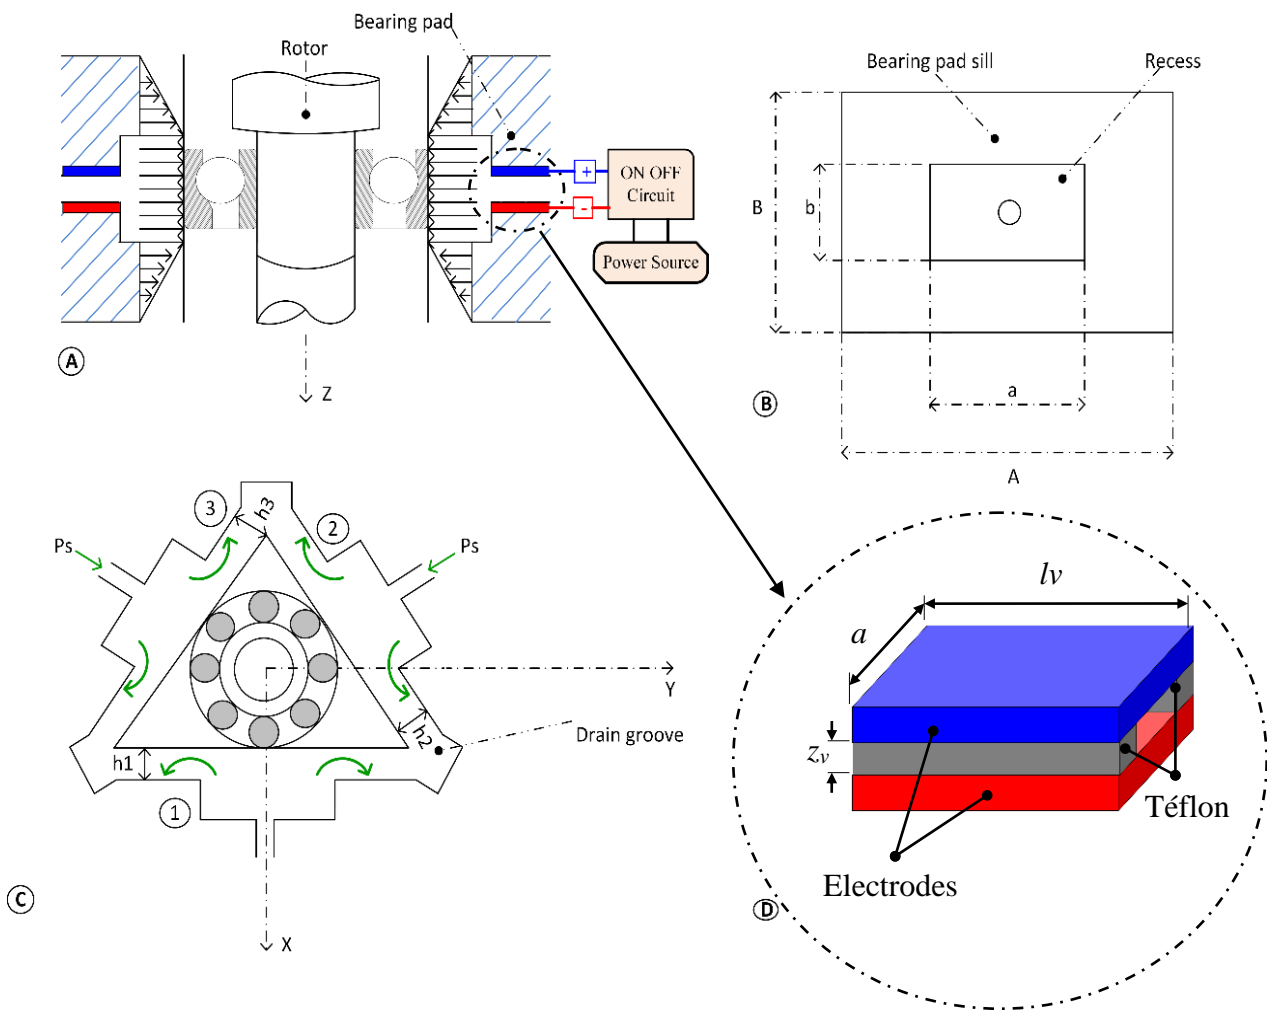 Bearing pad
Rotor
+
-
ON OFF
Circuit
Power Source
Z
A
Bearing pad sill
Recess
B
b
a
A
B
3
h3
2
Ps
Ps
Y
h2
Drain groove
h1
1
X
C
lv
a
zv
Téflon
Electrodes
D